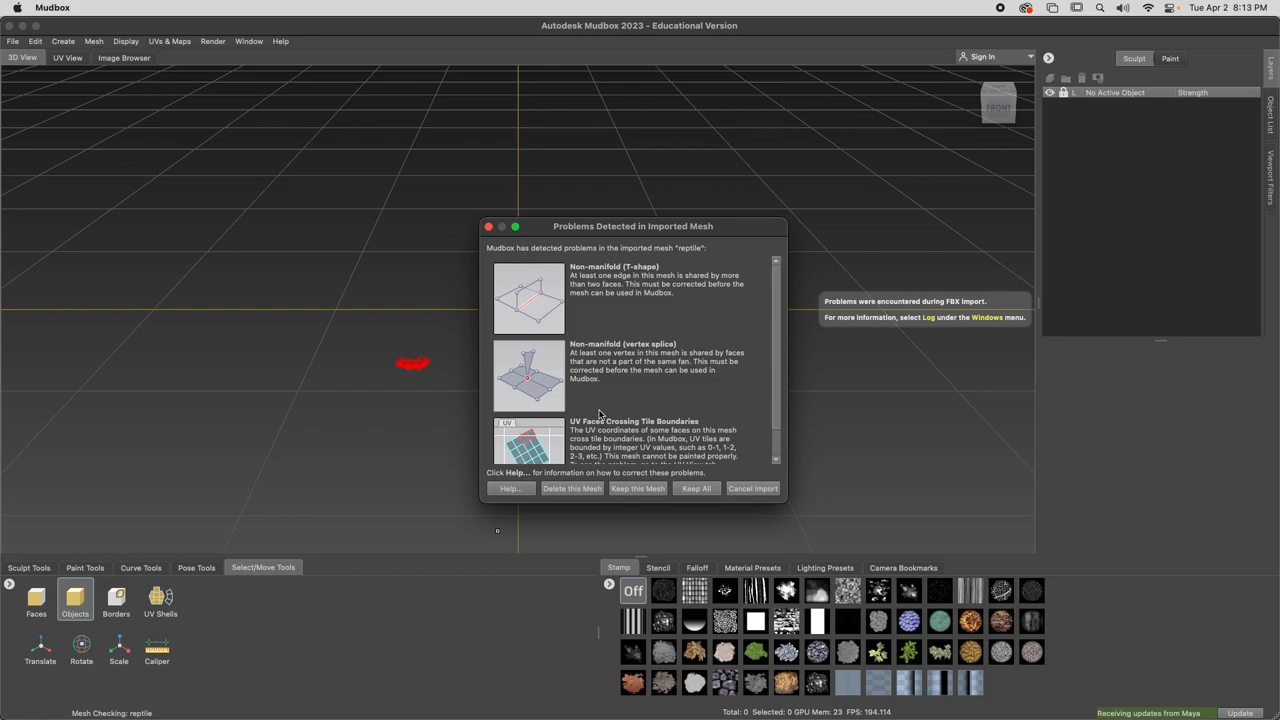 Mudbox
Tue Apr 2 8:13 PM
Autodesk Mudbox 2023 - Educational Version
File Edit Create Mesh Display UVs & Maps Render Window Help
3D View UV View Image Browser
Sign In
Sculpt Paint
L No Active Object Strength
Layers
Object List
Viewport Filters
FRONT
Problems Detected in Imported Mesh
Mudbox has detected problems in the imported mesh "reptile":
Non-manifold (T-shape)
At least one edge in this mesh is shared by more
than two faces. This must be corrected before the
mesh can be used in Mudbox.
Non-manifold (vertex splice)
At least one vertex in this mesh is shared by faces
that are not a part of the same fan. This must be
corrected before the mesh can be used in
Mudbox.
UV
UV Faces Crossing Tile Boundaries
The UV coordinates of some faces on this mesh
cross tile boundaries. (In Mudbox, UV tiles are
bounded by integer UV values, such as 0-1, 1-2,
2-3, etc.) This mesh cannot be painted properly.
Click Help... for information on how to correct these problems.
Help... Delete this Mesh Keep this Mesh Keep All Cancel Import
Problems were encountered during FBX import.
For more information, select Log under the Windows menu.
Sculpt Tools Paint Tools Curve Tools Pose Tools Select/Move Tools
Faces Objects Borders UV Shells
Translate Rotate Scale Caliper
Stamp Stencil Falloff Material Presets Lighting Presets Camera Bookmarks
Off
Mesh Checking: reptile
Total: 0 Selected: 0 GPU Mem: 23 FPS: 194.114
Receiving updates from Maya
Update